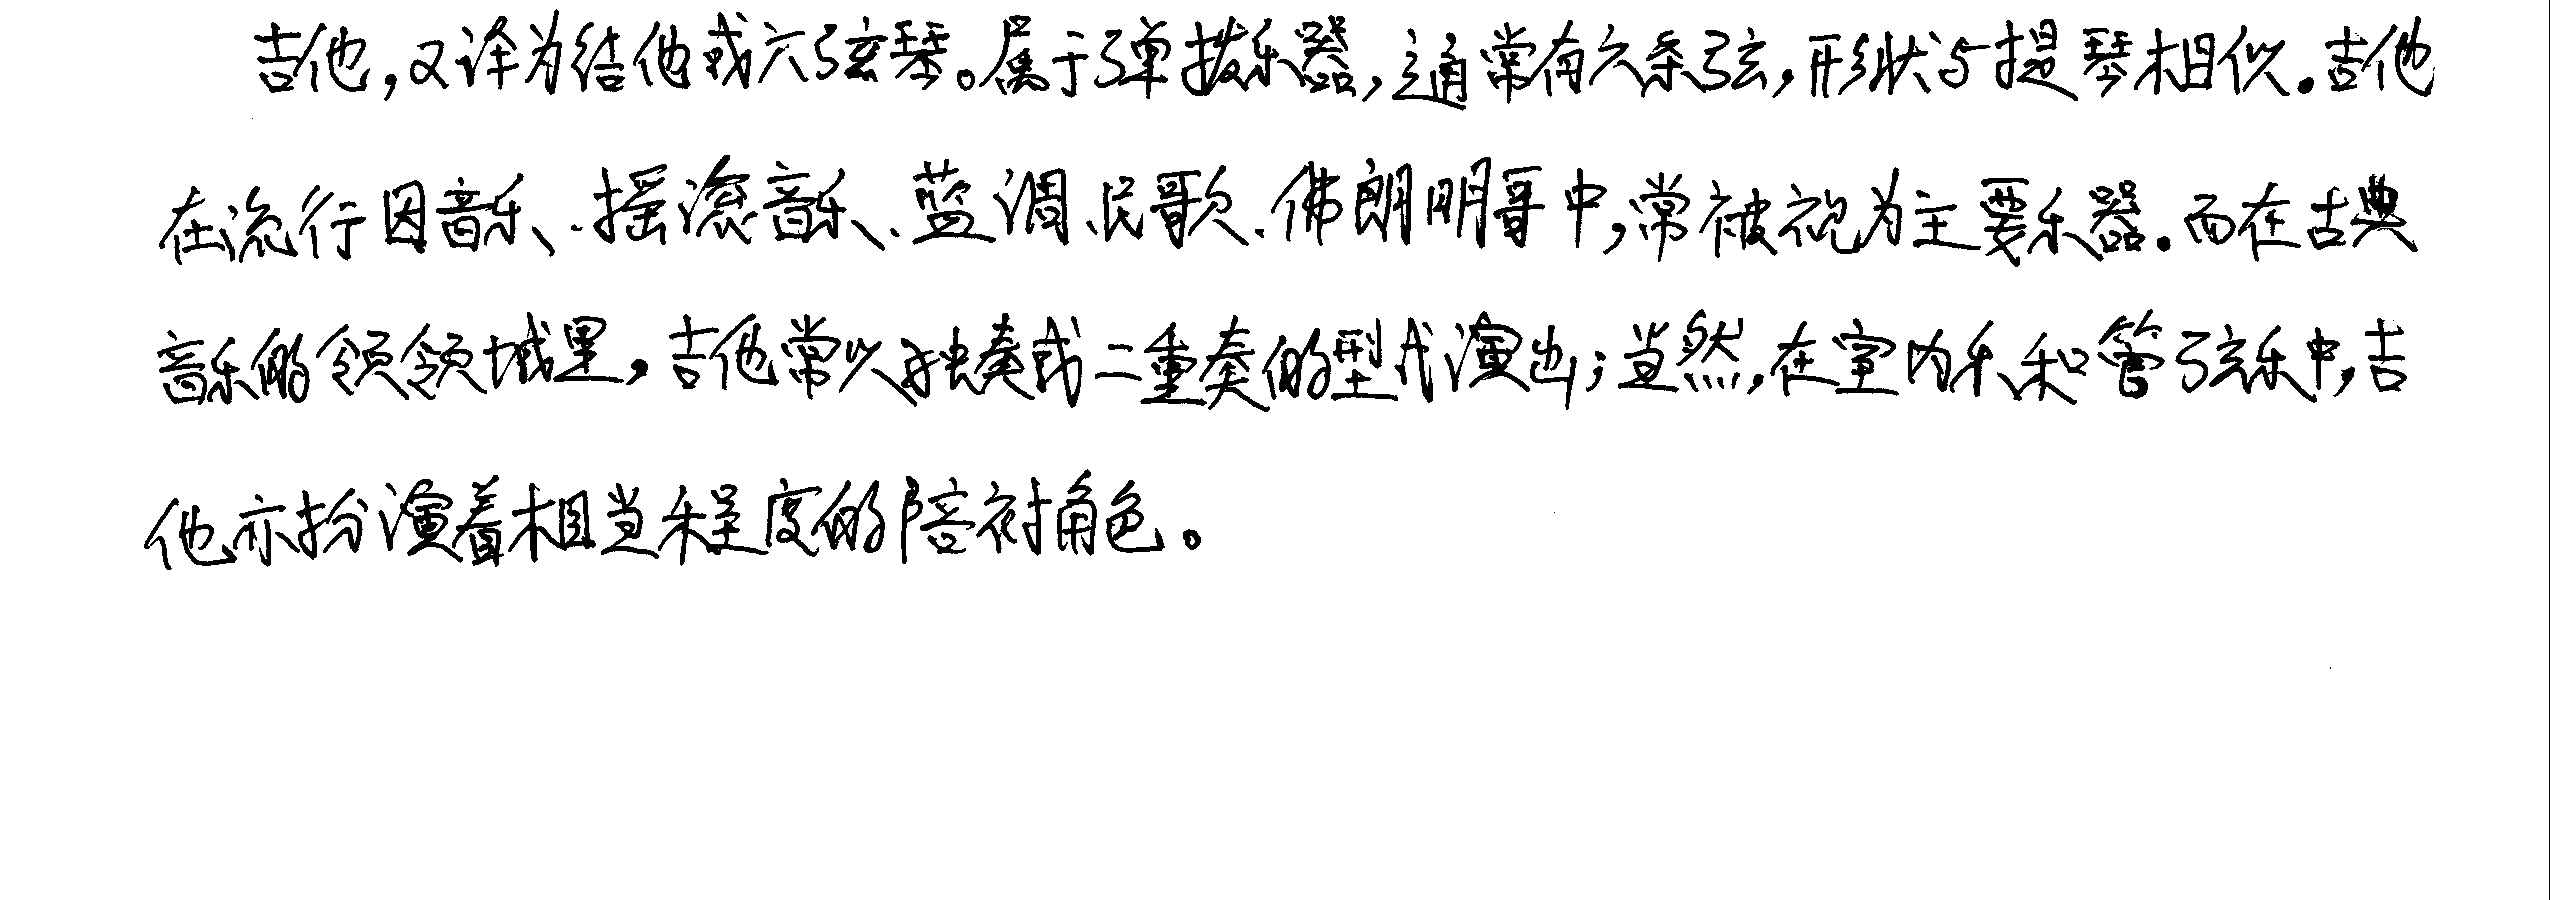 吉他,又译为结他或六弦琴。属于弹拨乐器,通常有六条弦,形状与提琴相似。吉他
在流行因音乐、摇滚音乐、蓝调、民歌、佛朗明哥中,常被视为主要乐器。而在古典
音乐的领领域里,吉他常以独奏或二重奏的型式演出;当然,在室内乐和管弦乐中,吉
他亦扮演着相当程度的陪衬角色。